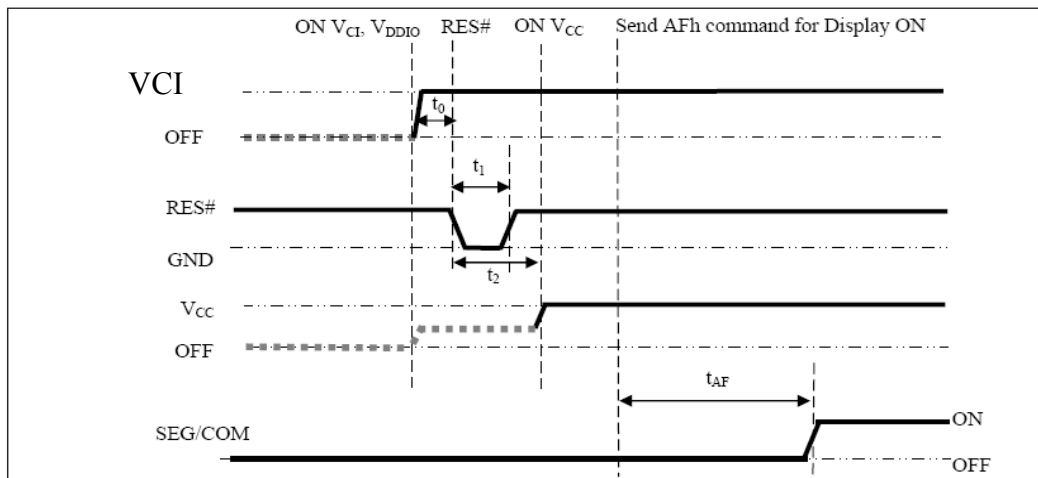 ON VCI, VDDIO RES# ON VCC Send AFh command for Display ON
VCI
t0
OFF
t1
RES#
GND
t2
VCC
OFF
tAF
SEG/COM
ON
OFF